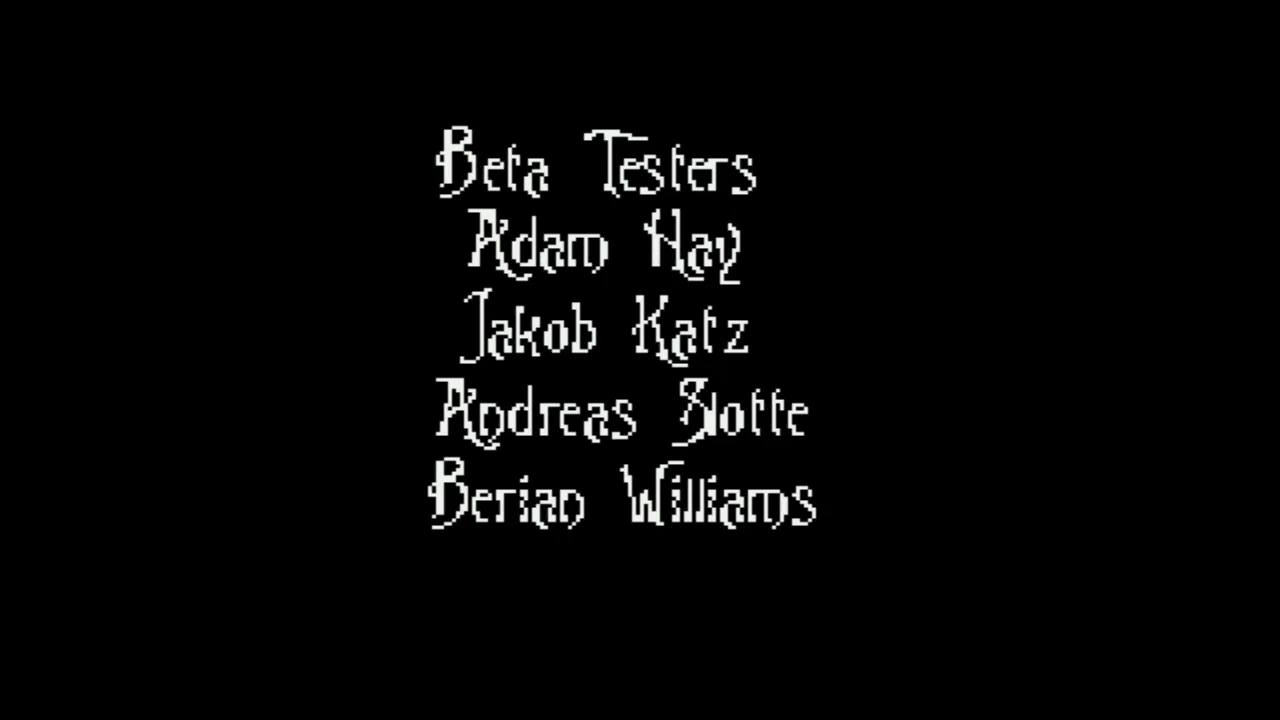 Beta Testers
Adam Hay
Jakob Katz
Andreas Slotte
Berian Williams